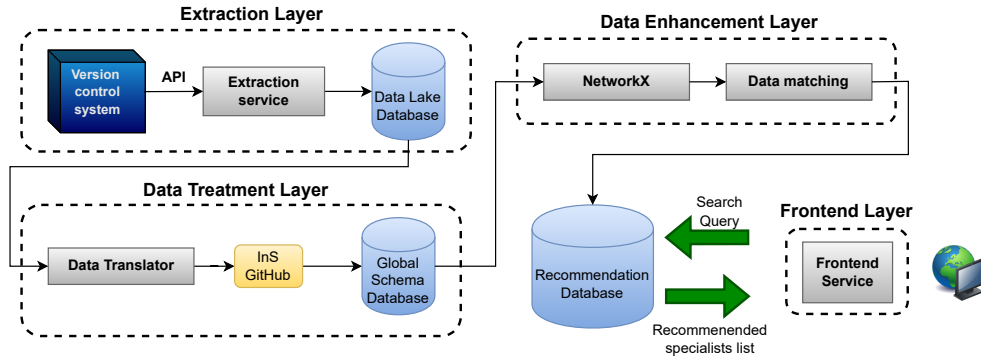 Extraction Layer
Version
control
system
API
Extraction
service
Data Lake
Database
Data Treatment Layer
Data Translator
InS
GitHub
Global
Schema
Database
Data Enhancement Layer
NetworkX
Data matching
Recommendation
Database
Search
Query
Recommenended
specialists list
Frontend Layer
Frontend
Service